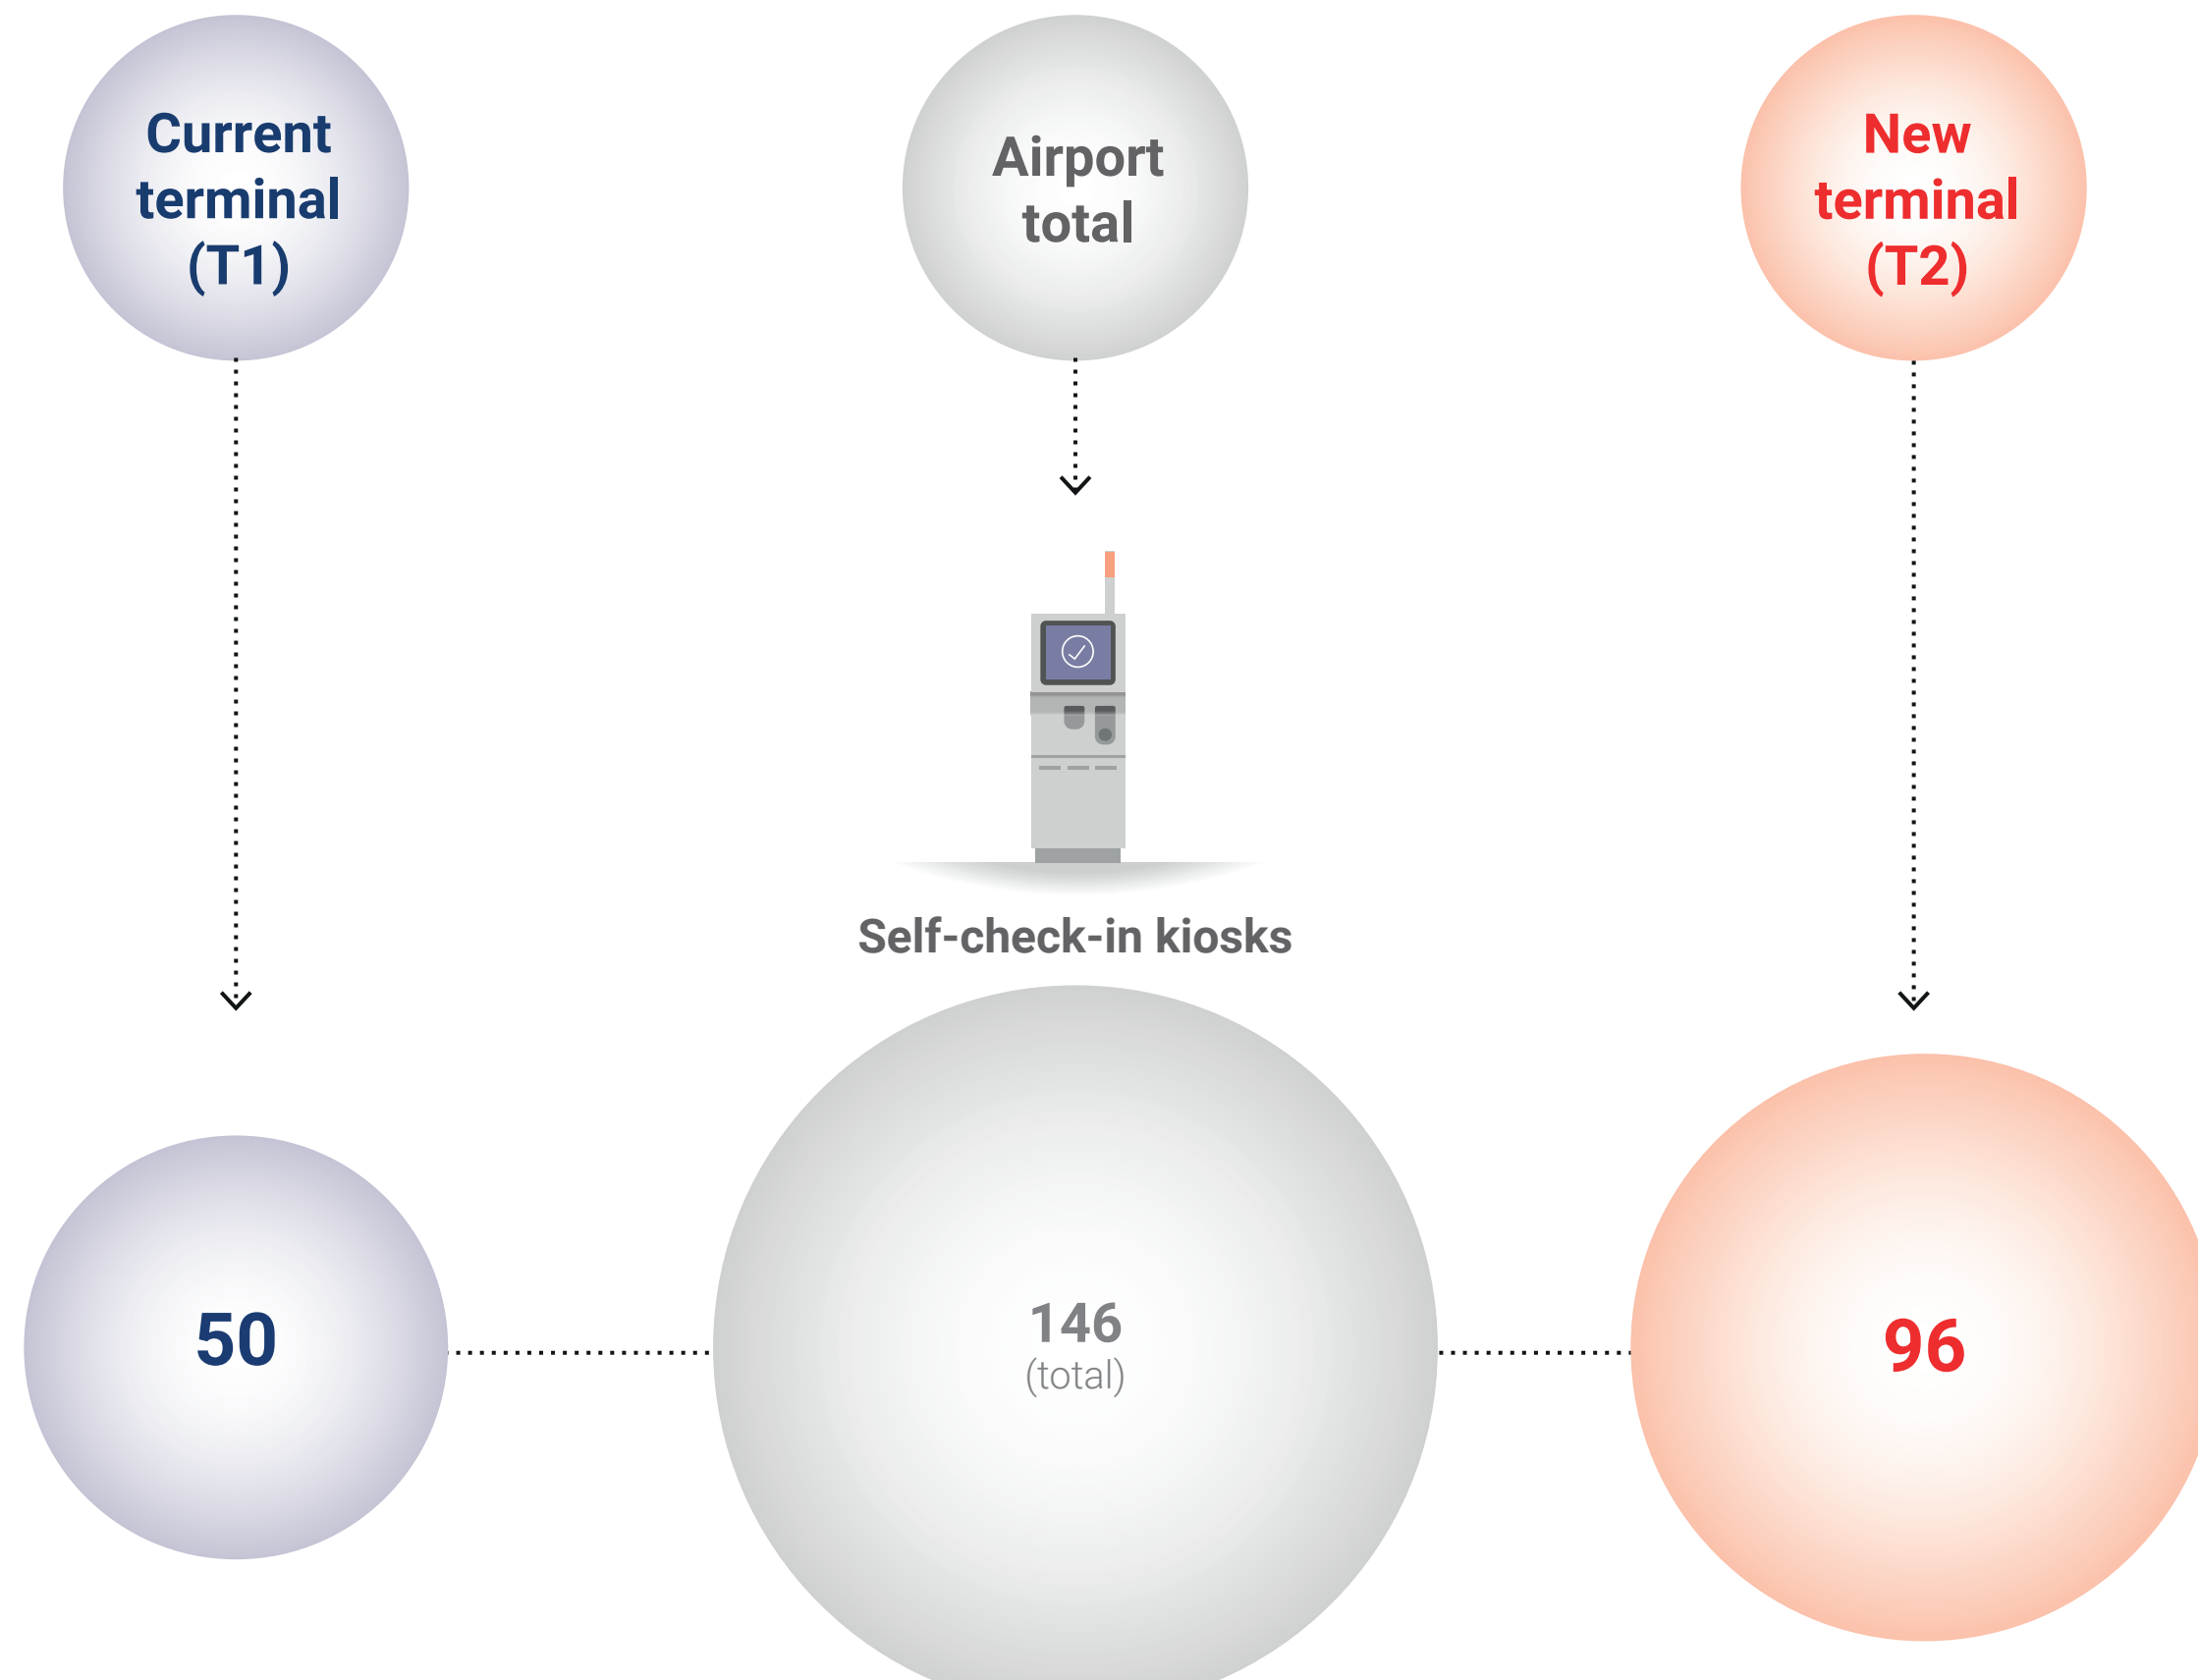 Current
terminal
(T1)
Airport
total
New
terminal
(T2)
Self-check-in kiosks
50
146
(total)
96